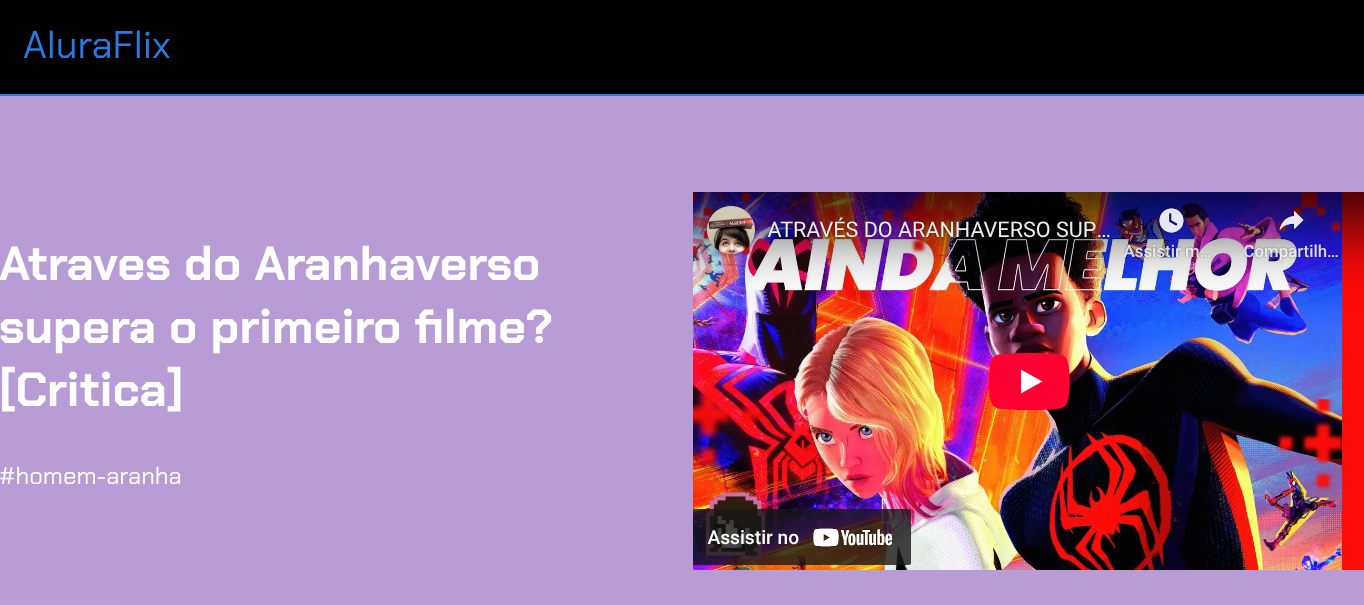 AluraFlix
Atraves do Aranhaverso
supera o primeiro filme?
[Critica]
#homem-aranha
ATRAVÉS DO ARANHAVERSO SUP...
Assistir m...
Compartilh...
AINDA MELHOR
Assistir no YouTube